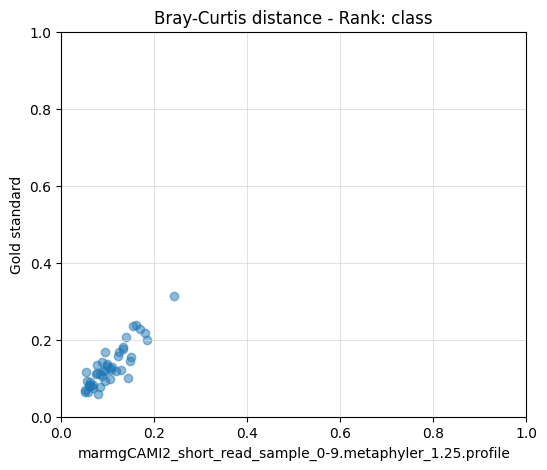 Bray-Curtis distance - Rank: class
1.0
0.8
0.6
0.4
0.2
0.0
Gold standard
0.0 0.2 0.4 0.6 0.8 1.0
marmgCAMI2_short_read_sample_0-9.metaphyler_1.25.profile